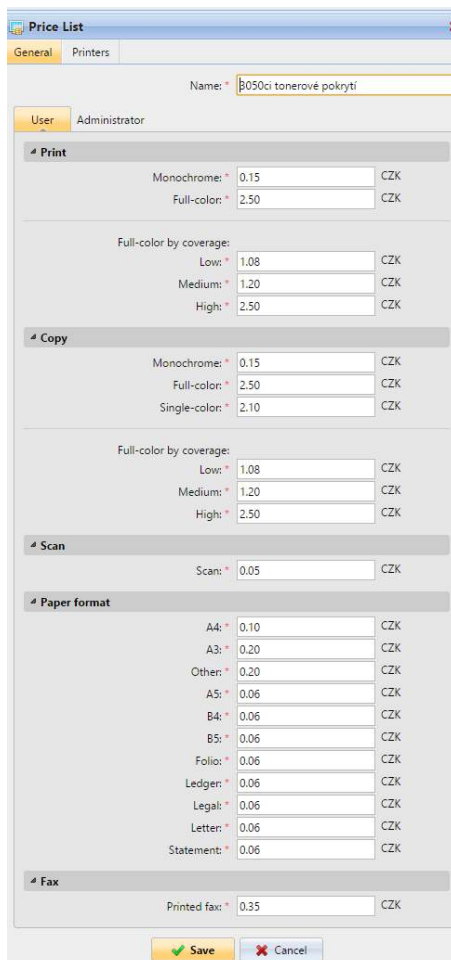 Price List
General Printers
Name: * 3050ci tonerové pokrytí
User Administrator
Print
Monochrome: * 0.15 CZK
Full-color: * 2.50 CZK
Full-color by coverage:
Low: * 1.08 CZK
Medium: * 1.20 CZK
High: * 2.50 CZK
Copy
Monochrome: * 0.15 CZK
Full-color: * 2.50 CZK
Single-color: * 2.10 CZK
Full-color by coverage:
Low: * 1.08 CZK
Medium: * 1.20 CZK
High: * 2.50 CZK
Scan
Scan: * 0.05 CZK
Paper format
A4: * 0.10 CZK
A3: * 0.20 CZK
Other: * 0.20 CZK
A5: * 0.06 CZK
B4: * 0.06 CZK
B5: * 0.06 CZK
Folio: * 0.06 CZK
Ledger: * 0.06 CZK
Legal: * 0.06 CZK
Letter: * 0.06 CZK
Statement: * 0.06 CZK
Fax
Printed fax: * 0.35 CZK
Save Cancel